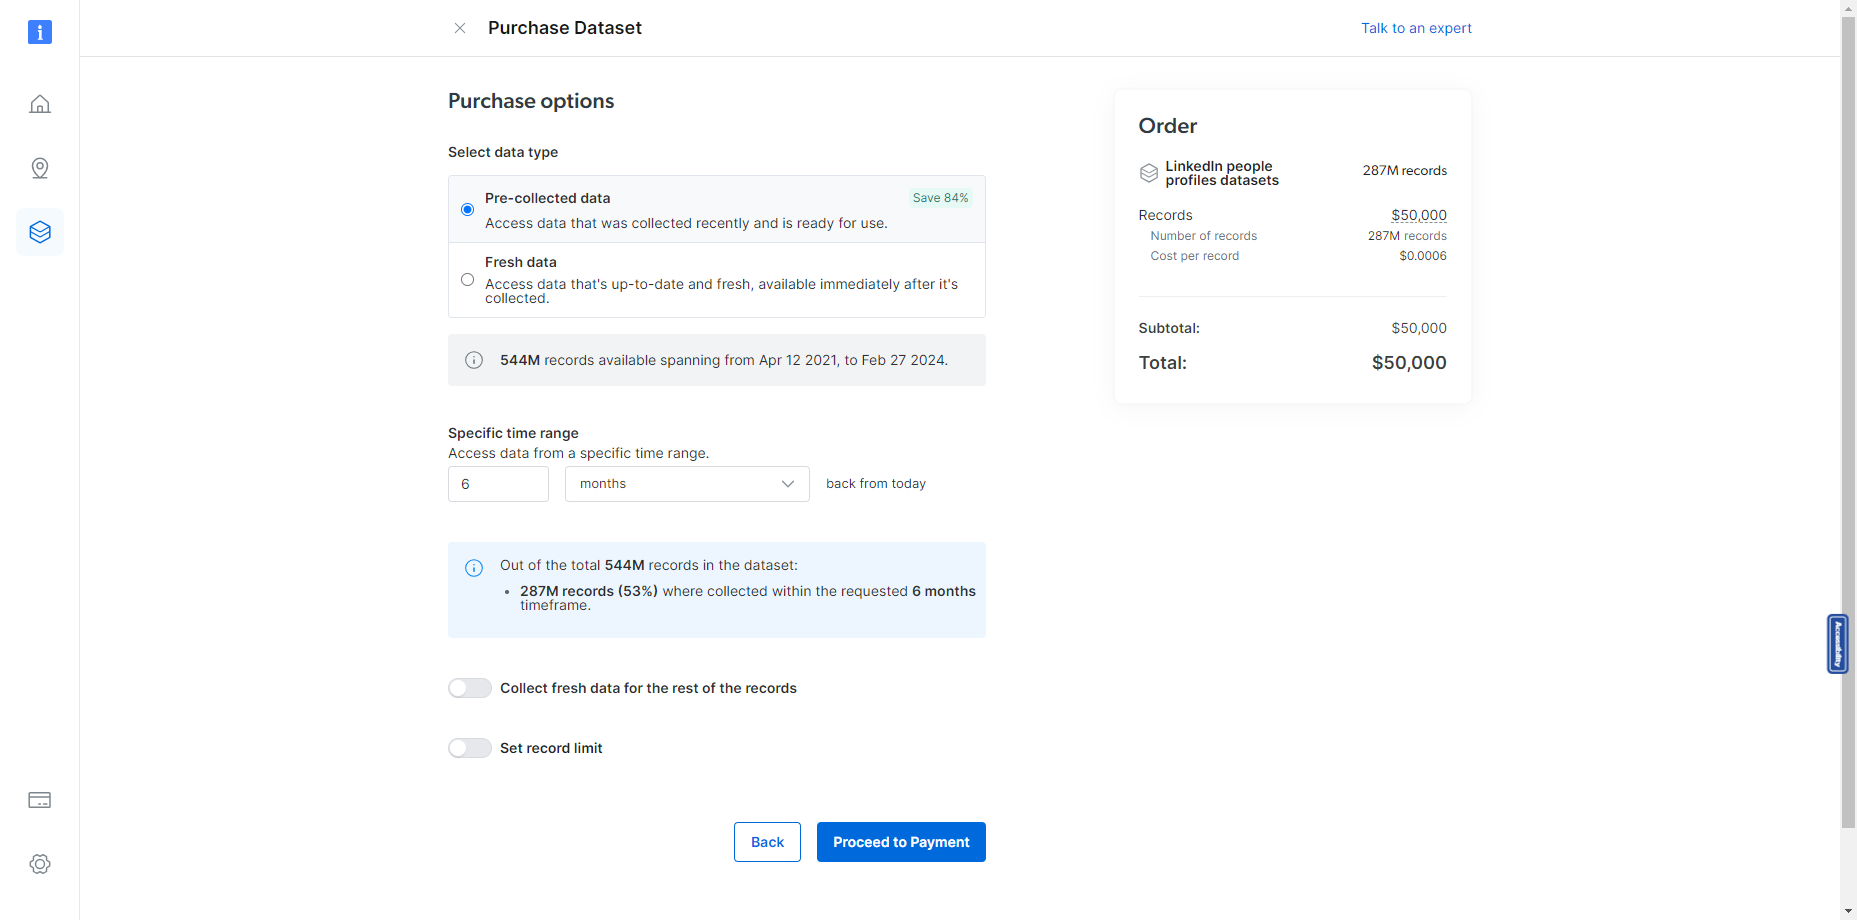 i
Purchase Dataset
Talk to an expert
Purchase options
Select data type
Pre-collected data
Save 84%
Access data that was collected recently and is ready for use.
Fresh data
Access data that's up-to-date and fresh, available immediately after it's
collected.
544M records available spanning from Apr 12 2021, to Feb 27 2024.
Specific time range
Access data from a specific time range.
6
months
back from today
Out of the total 544M records in the dataset:
• 287M records (53%) where collected within the requested 6 months
timeframe.
Collect fresh data for the rest of the records
Set record limit
Back
Proceed to Payment
Order
LinkedIn people
profiles datasets
287M records
Records
$50,000
Number of records
287M records
Cost per record
$0.0006
Subtotal:
$50,000
Total:
$50,000
Accessibility